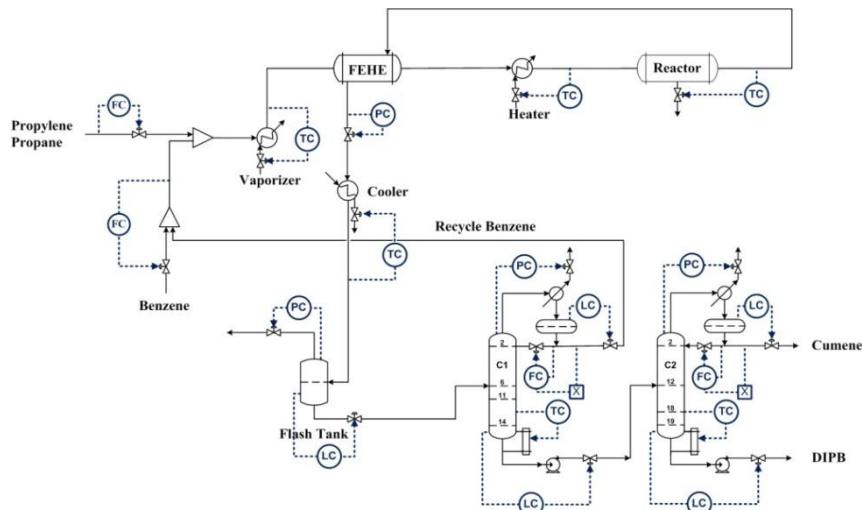 FEHE
Reactor
FC
PC
TC
TC
Heater
Propylene
Propane
TC
Vaporizer
Cooler
FC
Recycle Benzene
TC
Benzene
PC
PC
PC
LC
LC
2
2
Cumene
C1
FC
X
C2
FC
X
6
12
11
TC
18
TC
14
19
Flash Tank
LC
DIPB
LC
LC